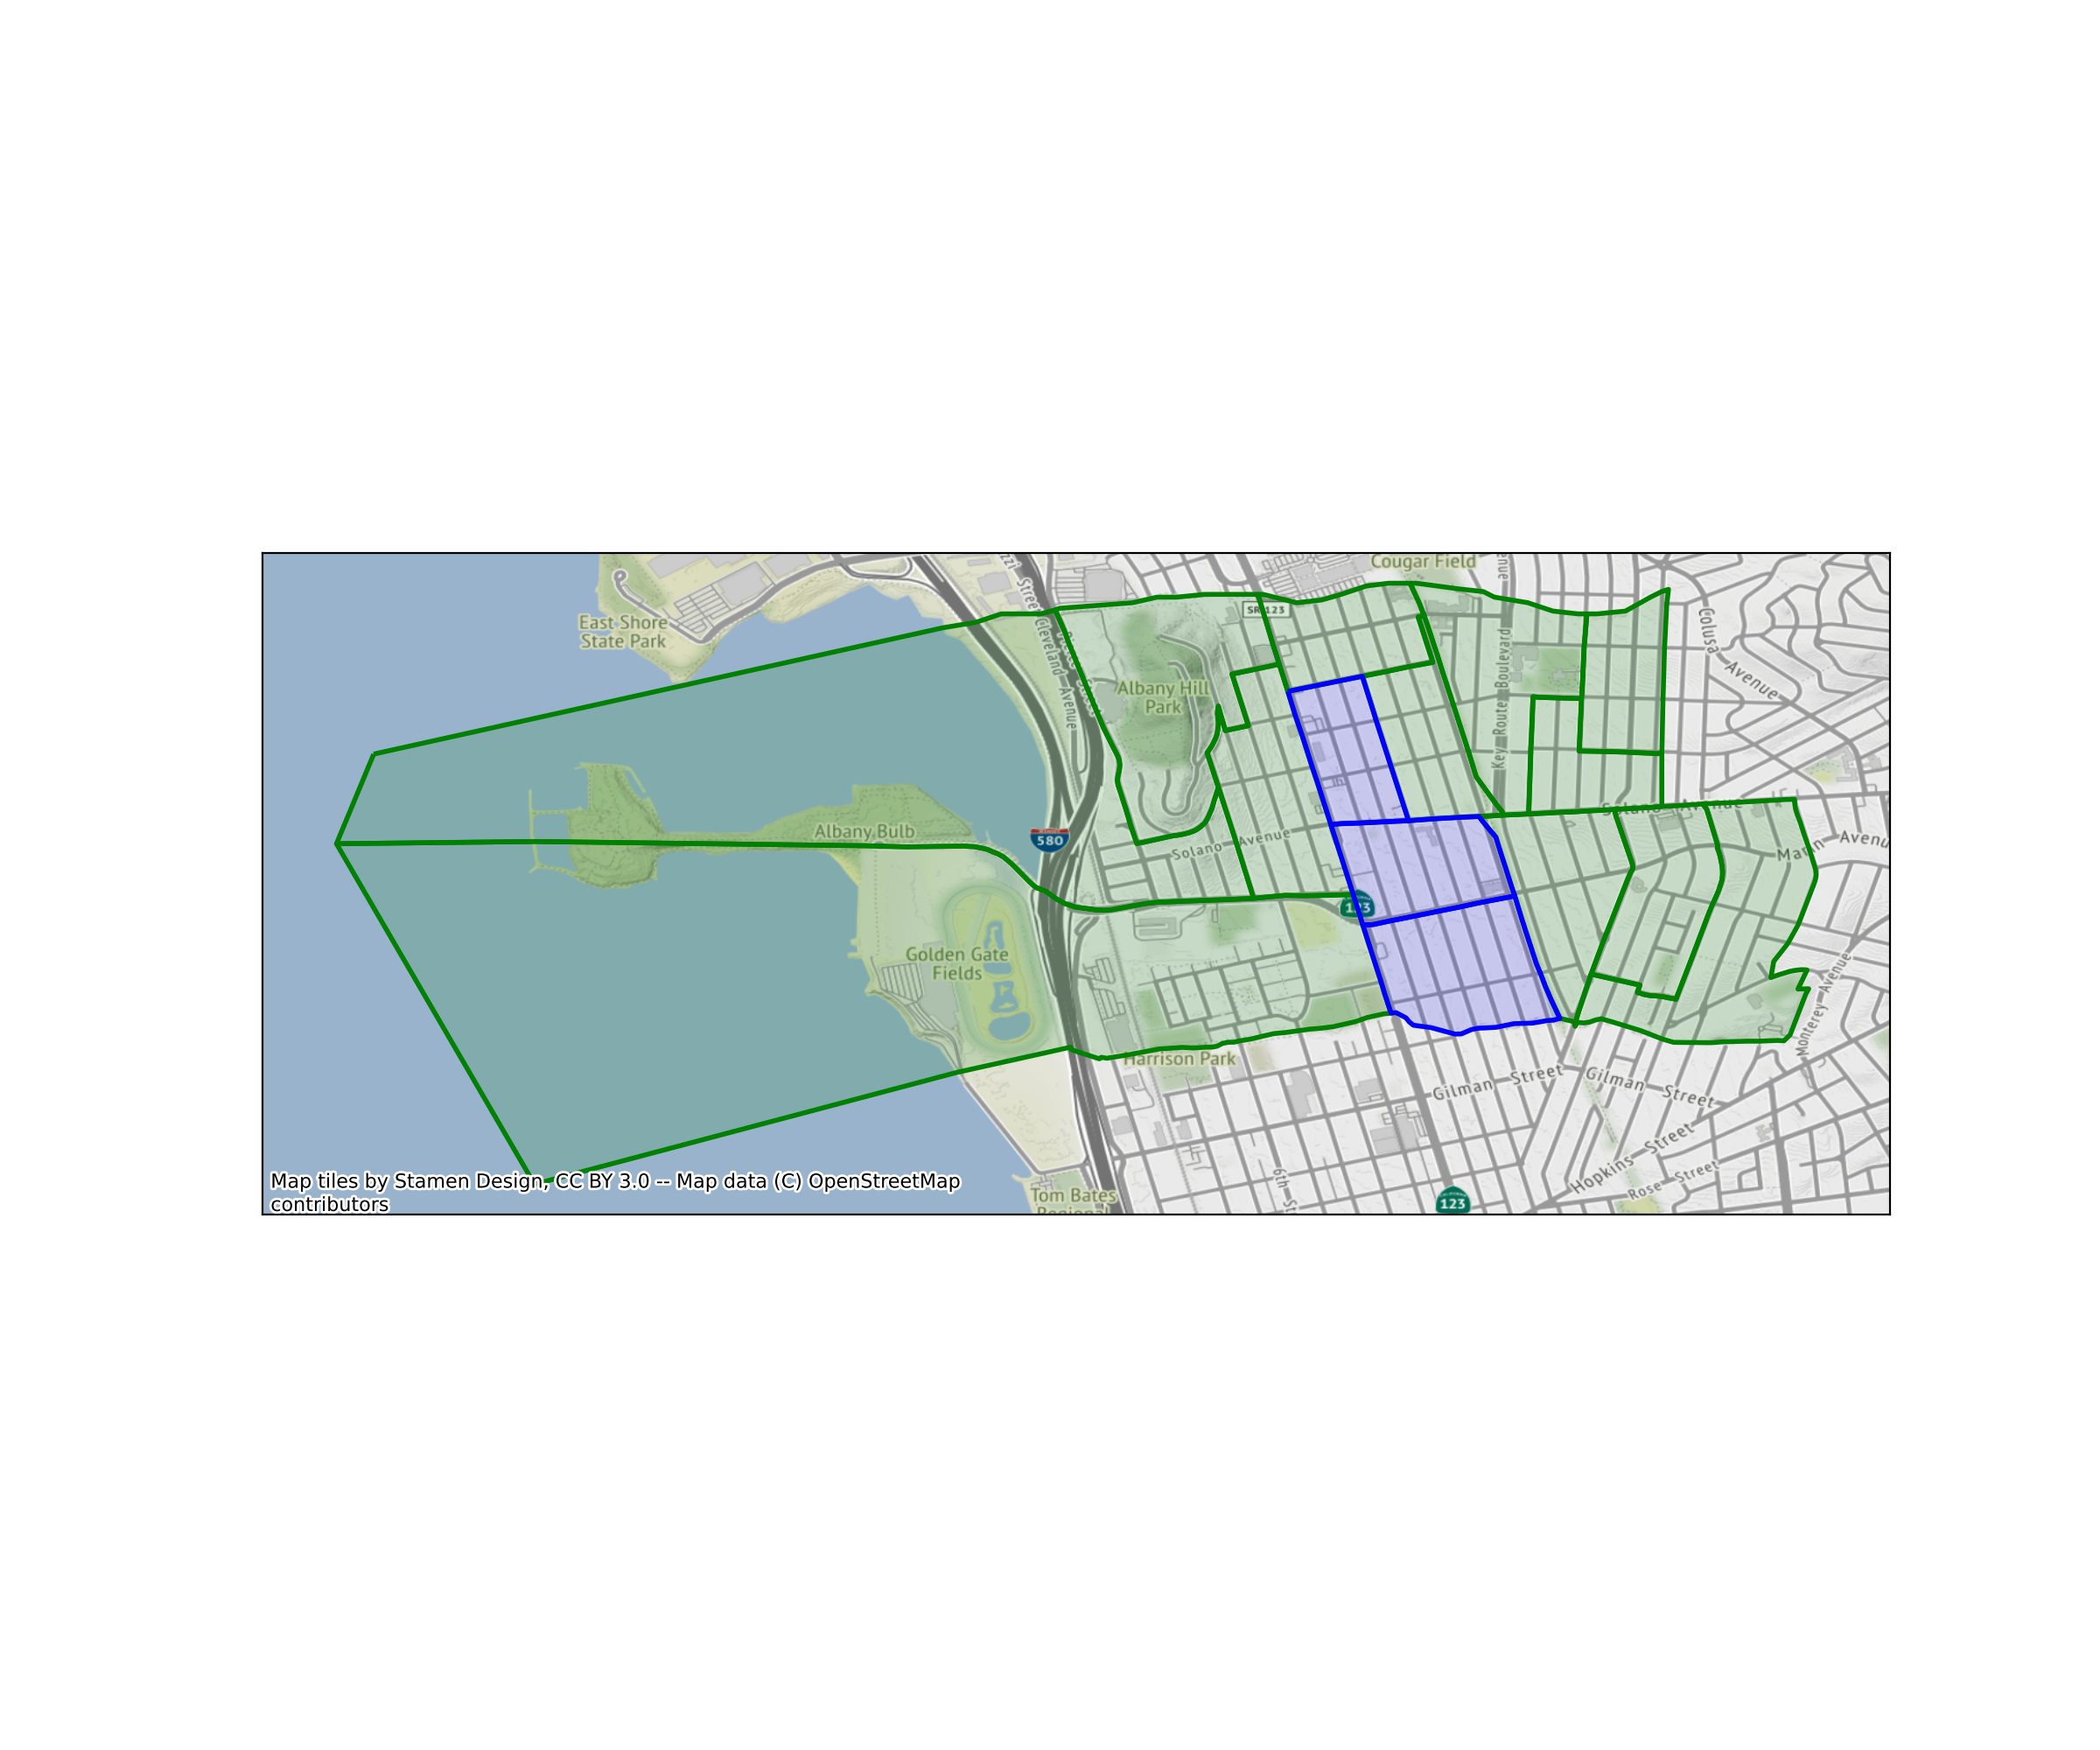 Cougar Field
East Shore
State Park
SR 123
Street
Cleveland Avenue
Colusa
Avenue
Key Route Boulevard
Albany Hill
Park
Solano Avenue
Albany Bulb
580
Solano Avenue
Marin Avenu
123
Golden Gate
Fields
Monterey Avenue
Harrison Park
Gilman Street
Gilman Street
Hopkins Street
Rose Street
6th St
Tom Bates
Regional
123
Map tiles by Stamen Design, CC BY 3.0 -- Map data (C) OpenStreetMap
contributors